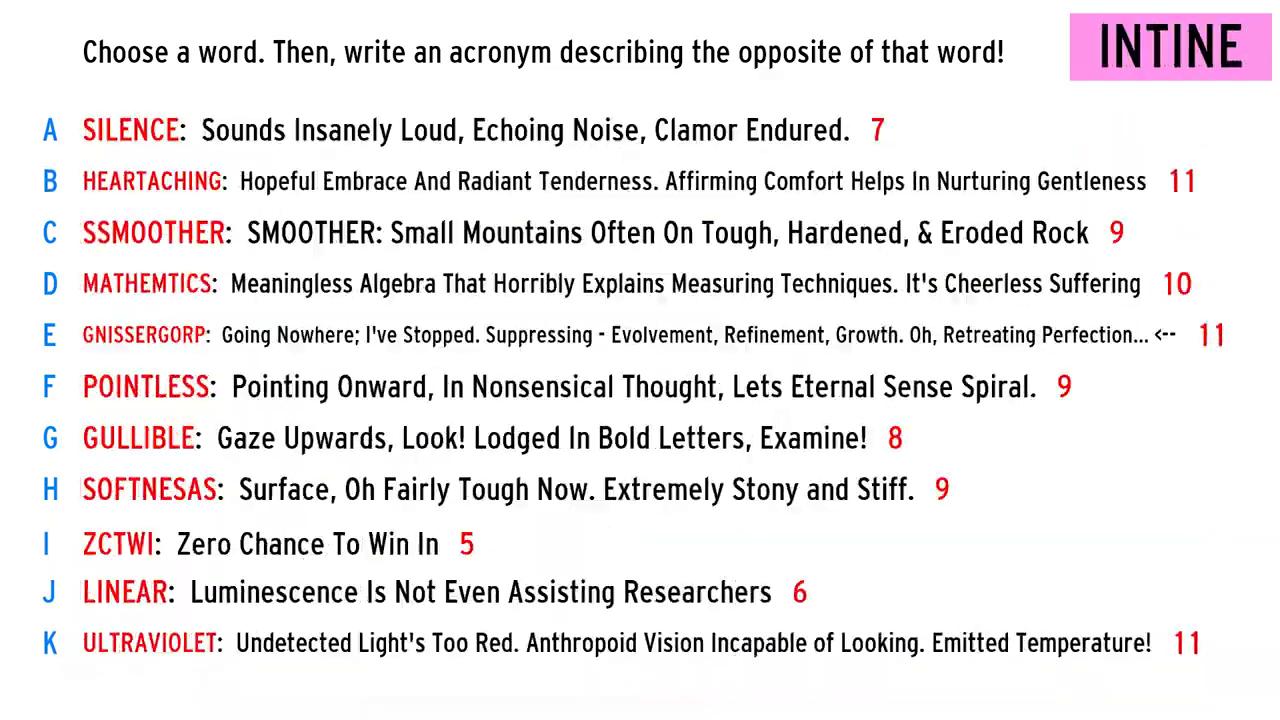 Choose a word. Then, write an acronym describing the opposite of that word!
INTINE
A SILENCE: Sounds Insanely Loud, Echoing Noise, Clamor Endured. 7
B HEARTACHING: Hopeful Embrace And Radiant Tenderness. Affirming Comfort Helps In Nurturing Gentleness 11
C SSMOOTHER: SMOOTHER: Small Mountains Often On Tough, Hardened, & Eroded Rock 9
D MATHEMTICS: Meaningless Algebra That Horribly Explains Measuring Techniques. It's Cheerless Suffering 10
E GNISSERGORP: Going Nowhere; I've Stopped. Suppressing - Evolvement, Refinement, Growth. Oh, Retreating Perfection... <-- 11
F POINTLESS: Pointing Onward, In Nonsensical Thought, Lets Eternal Sense Spiral. 9
G GULLIBLE: Gaze Upwards, Look! Lodged In Bold Letters, Examine! 8
H SOFTNESAS: Surface, Oh Fairly Tough Now. Extremely Stony and Stiff. 9
I ZCTWI: Zero Chance To Win In 5
J LINEAR: Luminescence Is Not Even Assisting Researchers 6
K ULTRAVIOLET: Undetected Light's Too Red. Anthropoid Vision Incapable of Looking. Emitted Temperature! 11